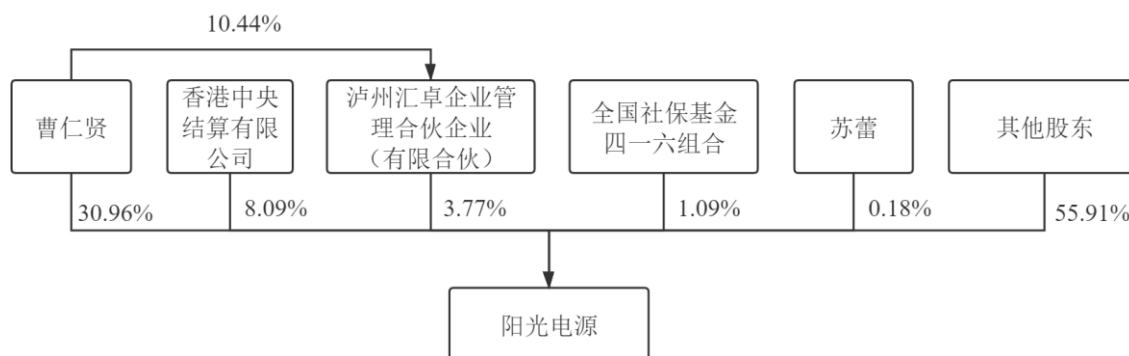 10.44%
曹仁贤
香港中央
结算有限
公司
泸州汇卓企业管
理合伙企业
（有限合伙）
全国社保基金
四一六组合
苏蕾
其他股东
30.96%
8.09%
3.77%
1.09%
0.18%
55.91%
阳光电源